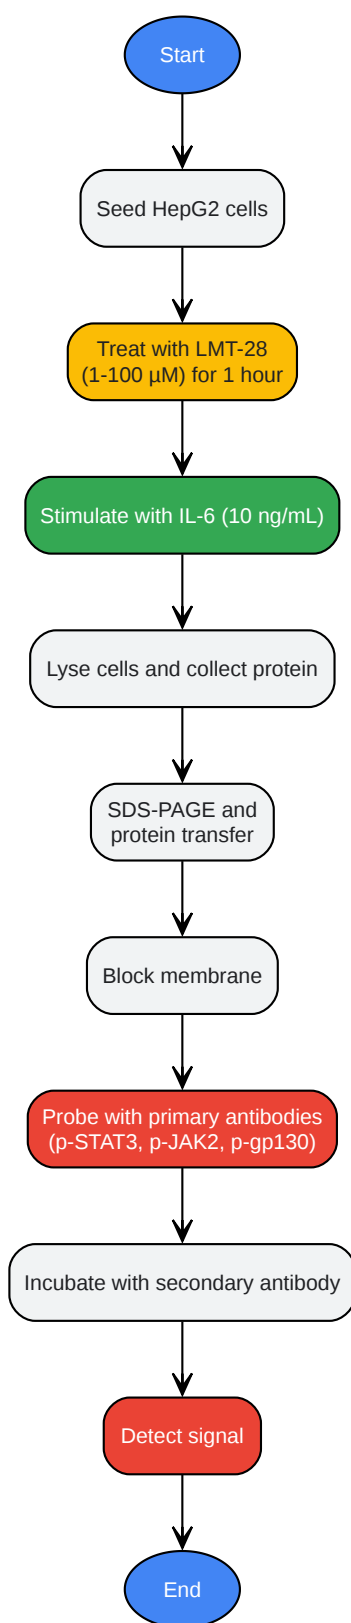 Start
Seed HepG2 cells
Treat with LMT-28
(1-100 µM) for 1 hour
Stimulate with IL-6 (10 ng/mL)
Lyse cells and collect protein
SDS-PAGE and
protein transfer
Block membrane
Probe with primary antibodies
(p-STAT3, p-JAK2, p-gp130)
Incubate with secondary antibody
Detect signal
End